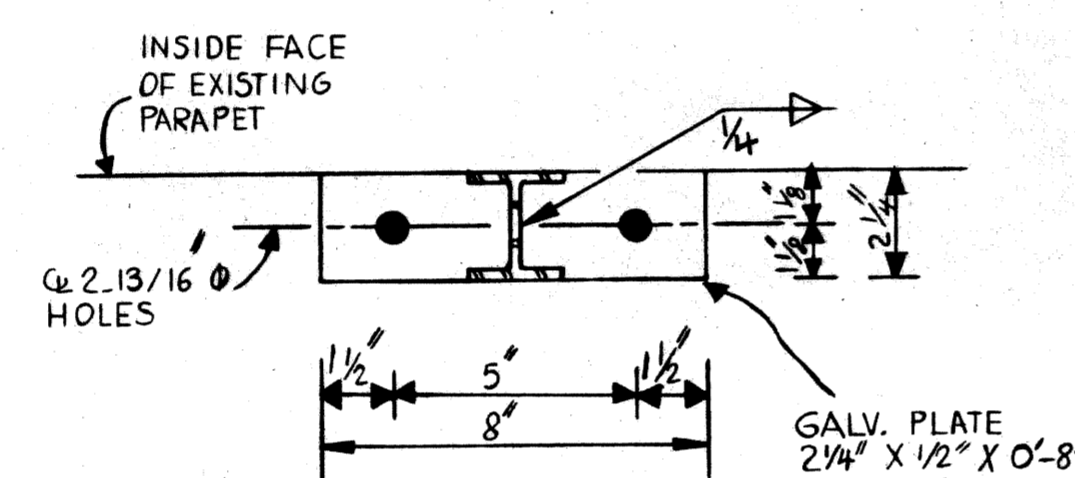 INSIDE FACE
OF EXISTING
PARAPET
1/4
1 1/8"
1 1/8"
2 1/4"
℄ 2-13/16" Φ
HOLES
1 1/2"
5"
1 1/2"
8"
GALV. PLATE
2 1/4" X 1/2" X 0'-8